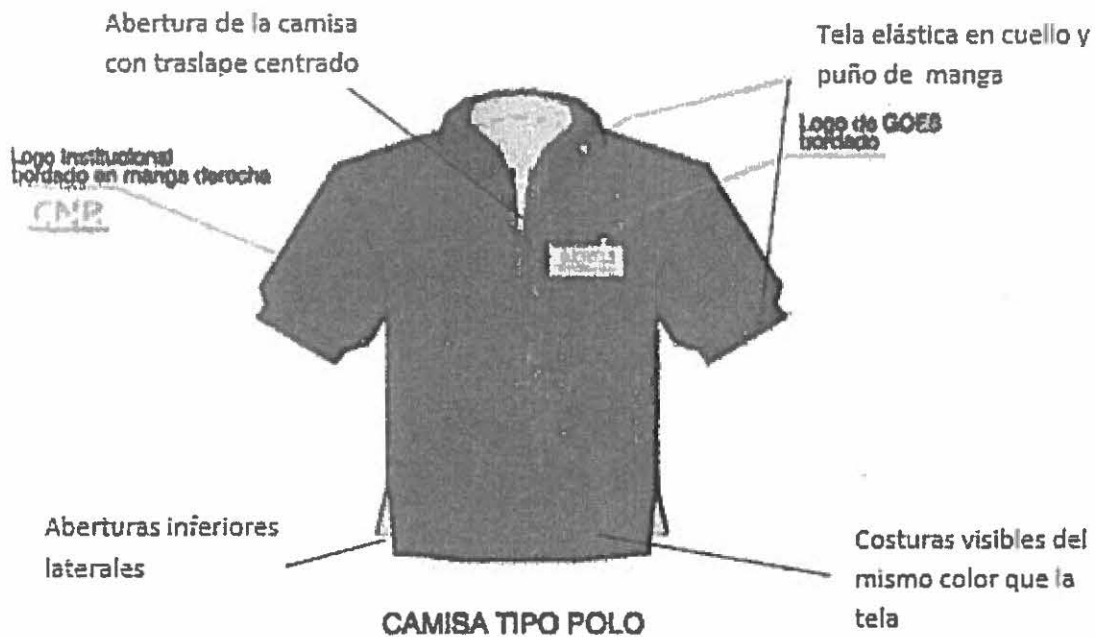 Abertura de la camisa
con traslape centrado
Tela elástica en cuello y
puño de manga
Logo Institucional
bordado en manga derecha
CNR
Logo de GOES
bordado
Aberturas inferiores
laterales
Costuras visibles del
mismo color que la
tela
CAMISA TIPO POLO